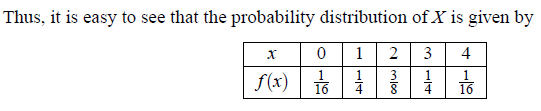 Thus, it is easy to see that the probability distribution of X is given by
x 0 1 2 3 4
f(x) 1/16 1/4 3/8 1/4 1/16